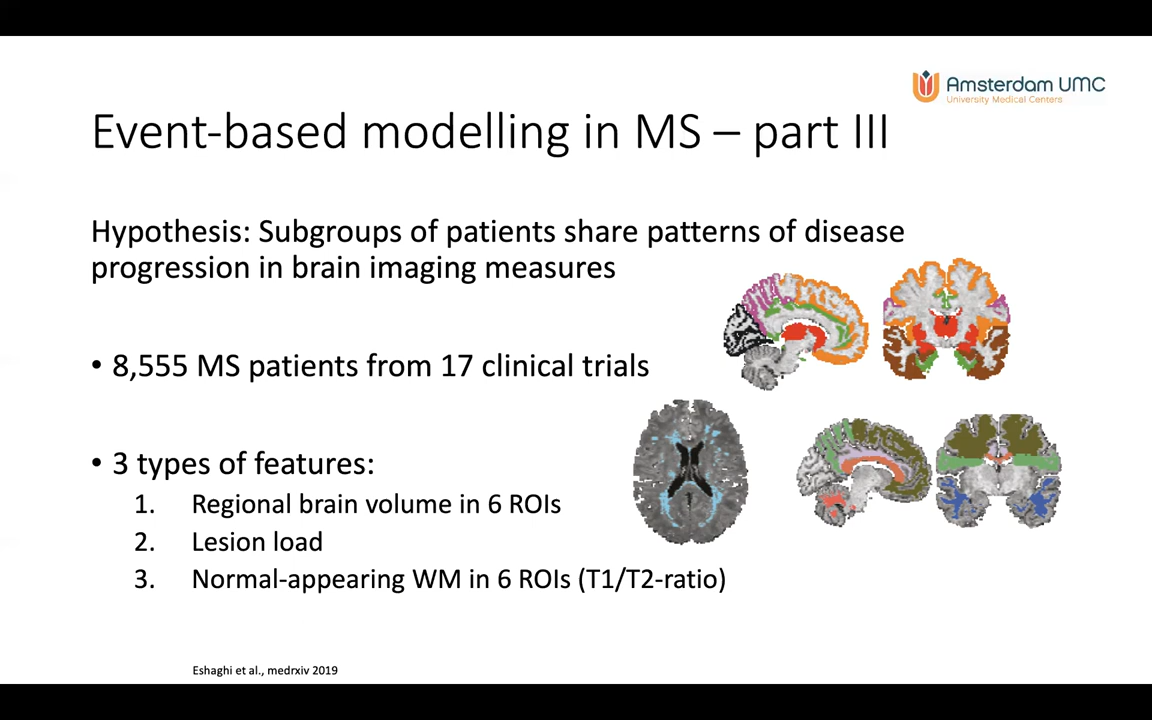 Amsterdam UMC
University Medical Centers
Event-based modelling in MS – part III
Hypothesis: Subgroups of patients share patterns of disease
progression in brain imaging measures
• 8,555 MS patients from 17 clinical trials
• 3 types of features:
1. Regional brain volume in 6 ROIs
2. Lesion load
3. Normal-appearing WM in 6 ROIs (T1/T2-ratio)
Eshaghi et al., medrxiv 2019